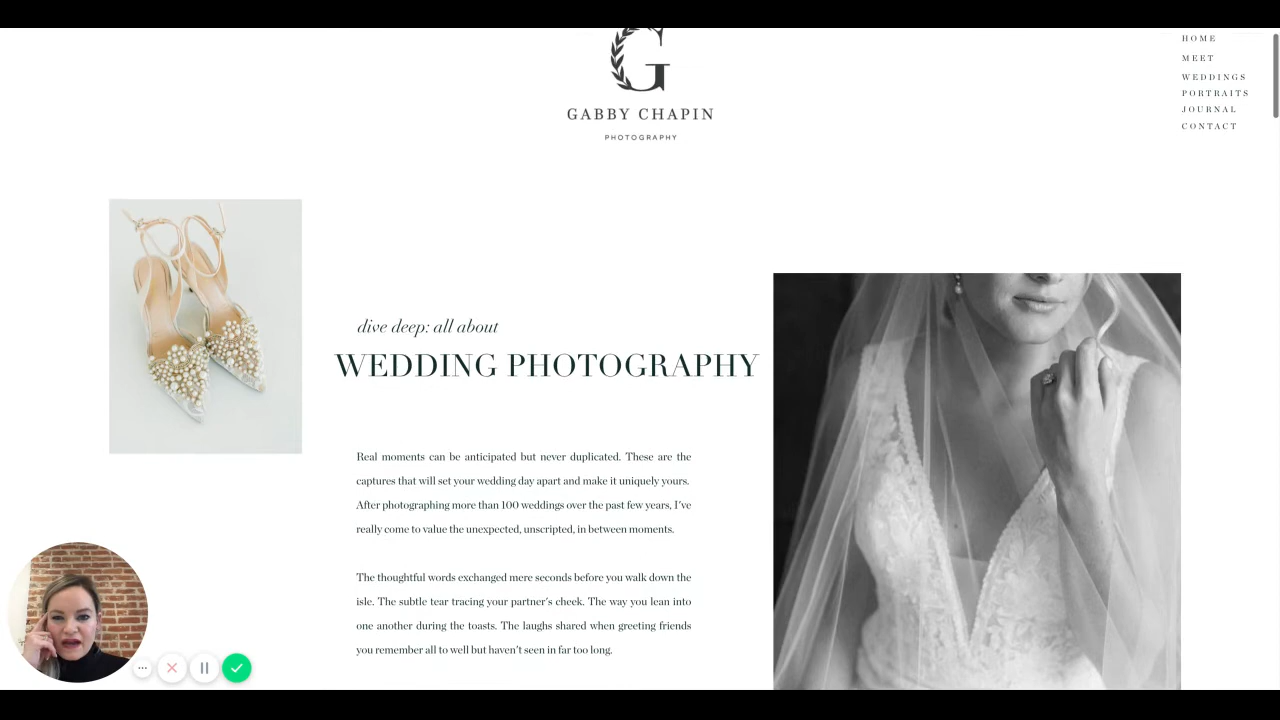 G
GABBY CHAPIN
PHOTOGRAPHY
HOME
MEET
WEDDINGS
PORTRAITS
JOURNAL
CONTACT
dive deep: all about
WEDDING PHOTOGRAPHY
Real moments can be anticipated but never duplicated. These are the
captures that will set your wedding day apart and make it uniquely yours.
After photographing more than 100 weddings over the past few years, I've
really come to value the unexpected, unscripted, in between moments.
The thoughtful words exchanged mere seconds before you walk down the
isle. The subtle tear tracing your partner's cheek. The way you lean into
one another during the toasts. The laughs shared when greeting friends
you remember all to well but haven't seen in far too long.